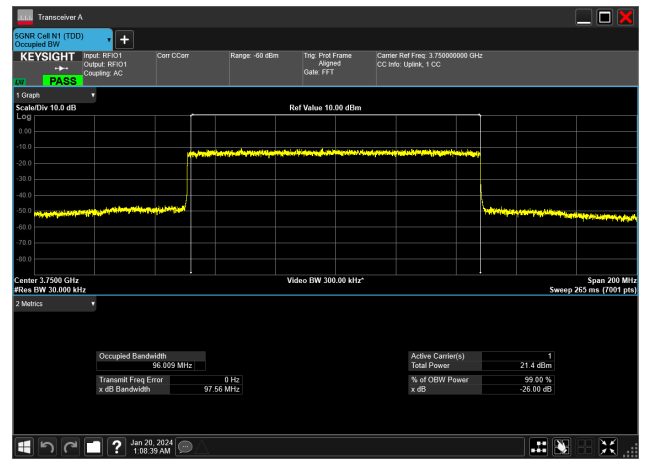 Transceiver A
5GNR Cell N1 (TDD)
Occupied BW
KEYSIGHT
LW PASS
Input: RFIO1
Output: RFIO1
Coupling: AC
Corr CCorr
Range: -60 dBm
Trig: Prot Frame
Aligned
Gate: FFT
Carrier Ref Freq: 3.750000000 GHz
CC Info: Uplink, 1 CC
1 Graph
Scale/Div 10.0 dB
Ref Value 10.00 dBm
Log
0.00
-10.0
-20.0
-30.0
-40.0
-50.0
-60.0
-70.0
-80.0
Center 3.7500 GHz
Video BW 300.00 kHz*
Span 200 MHz
#Res BW 30.000 kHz
Sweep 265 ms (7001 pts)
2 Metrics
Occupied Bandwidth
96.009 MHz
Transmit Freq Error 0 Hz
x dB Bandwidth 97.56 MHz
Active Carrier(s) 1
Total Power 21.4 dBm
% of OBW Power 99.00 %
x dB -26.00 dB
?
Jan 20, 2024
1:08:39 AM